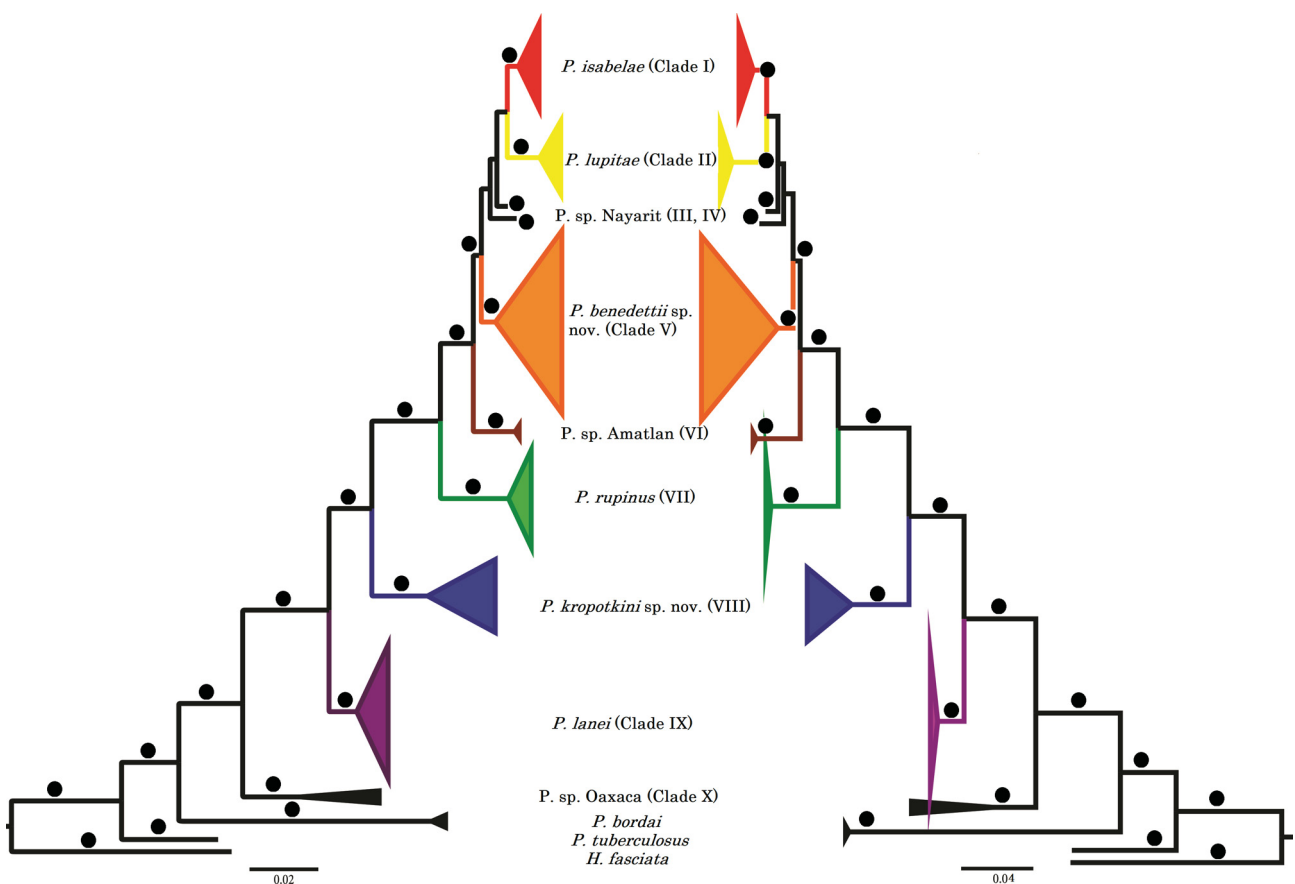 P. isabelae (Clade I)
P. lupitae (Clade II)
P. sp. Nayarit (III, IV)
P. benedettii sp.
nov. (Clade V)
P. sp. Amatlan (VI)
P. rupinus (VII)
P. kropotkini sp. nov. (VIII)
P. lanei (Clade IX)
P. sp. Oaxaca (Clade X)
P. bordai
P. tuberculosus
H. fasciata
0.02
0.04